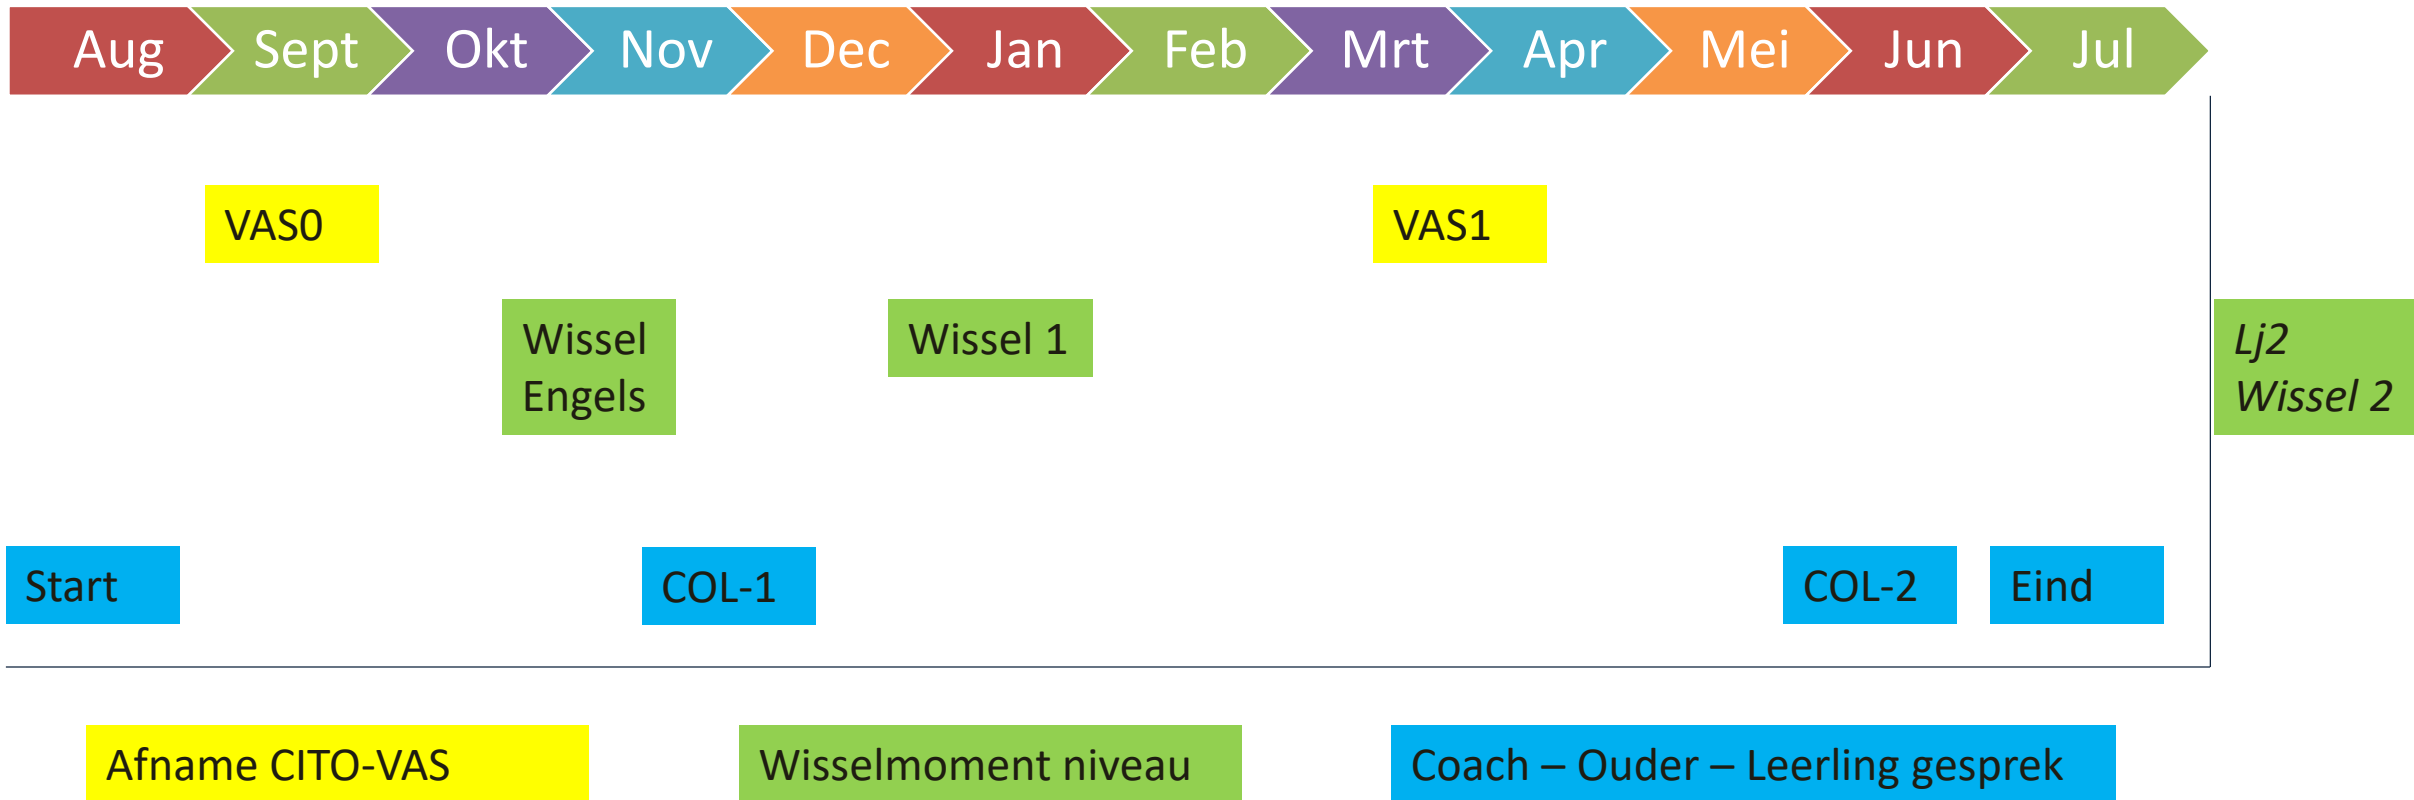 Aug Sept Okt Nov Dec Jan Feb Mrt Apr Mei Jun Jul
VAS0 VAS1
Wissel
Engels
Wissel 1
Lj2
Wissel 2
Start COL-1 COL-2 Eind
Afname CITO-VAS
Wisselmoment niveau
Coach – Ouder – Leerling gesprek